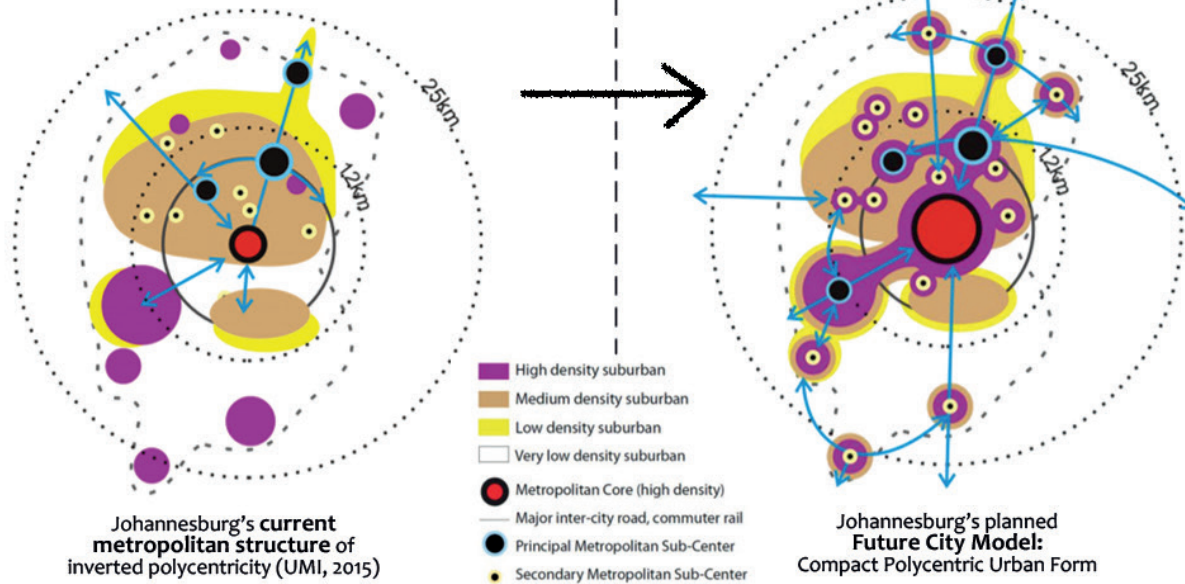 25km.
12km
25km.
12km
High density suburban
Medium density suburban
Low density suburban
Very low density suburban
Metropolitan Core (high density)
Major inter-city road, commuter rail
Principal Metropolitan Sub-Center
Secondary Metropolitan Sub-Center
Johannesburg's current
metropolitan structure of
inverted polycentricity (UMI, 2015)
Johannesburg's planned
Future City Model:
Compact Polycentric Urban Form